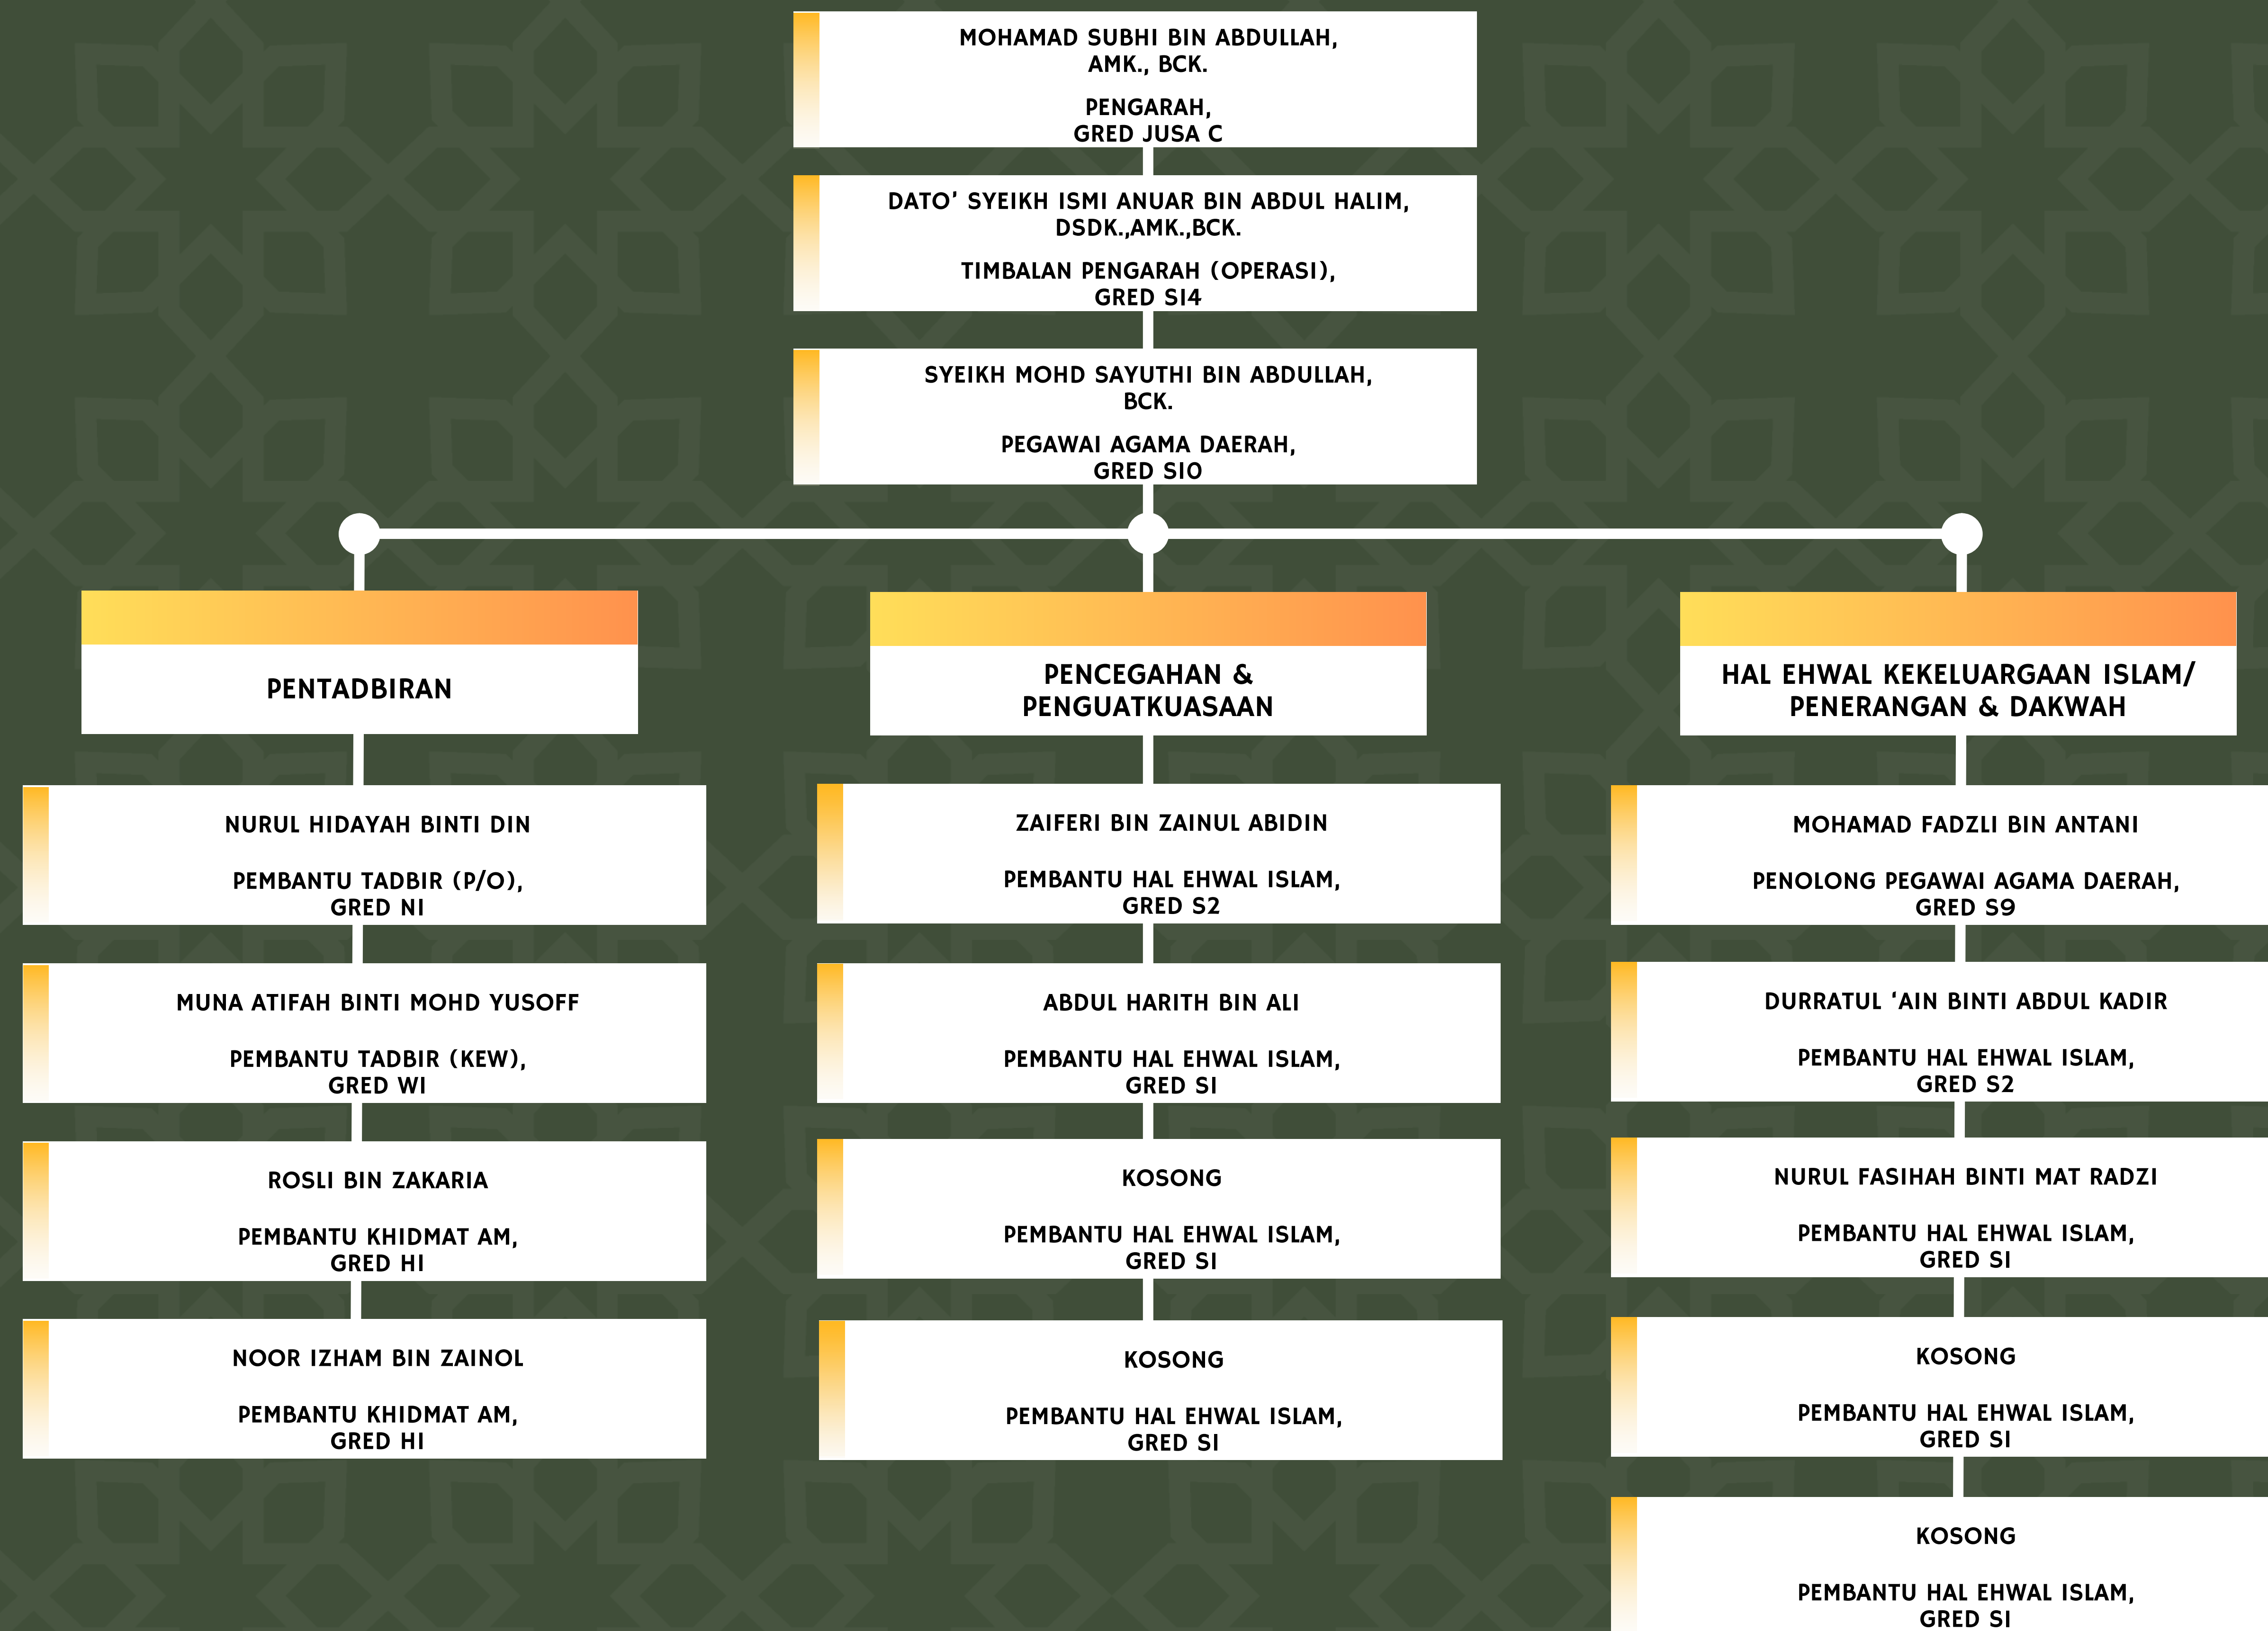 MOHAMAD SUBHI BIN ABDULLAH,
AMK., BCK.
PENGARAH,
GRED JUSA C
DATO’ SYEIKH ISMI ANUAR BIN ABDUL HALIM,
DSDK.,AMK.,BCK.
TIMBALAN PENGARAH (OPERASI),
GRED S14
SYEIKH MOHD SAYUTHI BIN ABDULLAH,
BCK.
PEGAWAI AGAMA DAERAH,
GRED S10
PENTADBIRAN
NURUL HIDAYAH BINTI DIN
PEMBANTU TADBIR (P/O),
GRED N1
MUNA ATIFAH BINTI MOHD YUSOFF
PEMBANTU TADBIR (KEW),
GRED W1
ROSLI BIN ZAKARIA
PEMBANTU KHIDMAT AM,
GRED H1
NOOR IZHAM BIN ZAINOL
PEMBANTU KHIDMAT AM,
GRED H1
PENCEGAHAN &
PENGUATKUASAAN
ZAIFERI BIN ZAINUL ABIDIN
PEMBANTU HAL EHWAL ISLAM,
GRED S2
ABDUL HARITH BIN ALI
PEMBANTU HAL EHWAL ISLAM,
GRED S1
KOSONG
PEMBANTU HAL EHWAL ISLAM,
GRED S1
KOSONG
PEMBANTU HAL EHWAL ISLAM,
GRED S1
HAL EHWAL KEKELUARGAAN ISLAM/
PENERANGAN & DAKWAH
MOHAMAD FADZLI BIN ANTANI
PENOLONG PEGAWAI AGAMA DAERAH,
GRED S9
DURRATUL ‘AIN BINTI ABDUL KADIR
PEMBANTU HAL EHWAL ISLAM,
GRED S2
NURUL FASIHAH BINTI MAT RADZI
PEMBANTU HAL EHWAL ISLAM,
GRED S1
KOSONG
PEMBANTU HAL EHWAL ISLAM,
GRED S1
KOSONG
PEMBANTU HAL EHWAL ISLAM,
GRED S1